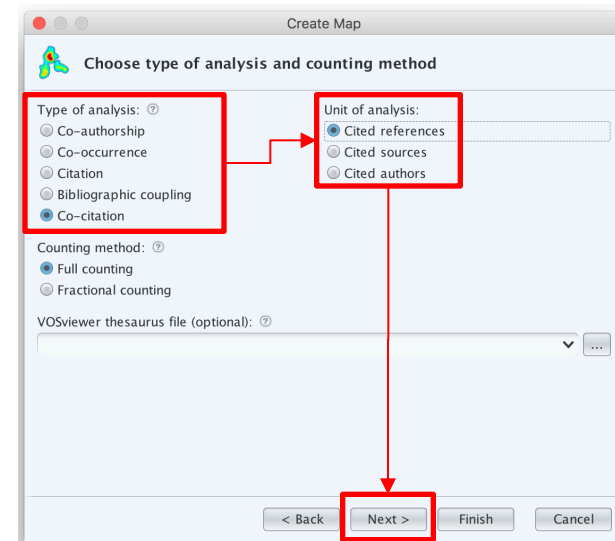 Create Map
Choose type of analysis and counting method
Type of analysis: ?
Co-authorship
Co-occurrence
Citation
Bibliographic coupling
Co-citation
Unit of analysis:
Cited references
Cited sources
Cited authors
Counting method: ?
Full counting
Fractional counting
VOSviewer thesaurus file (optional): ?
...
< Back Next > Finish Cancel